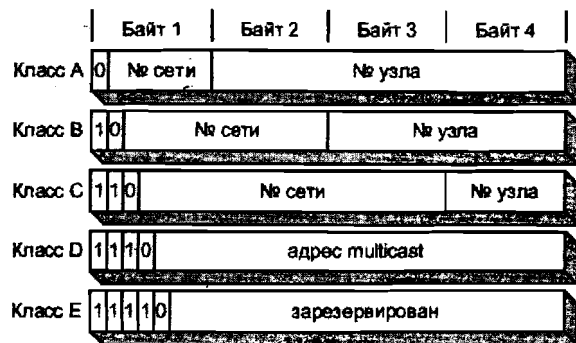 Байт 1 Байт 2 Байт 3 Байт 4
Класс A 0 № сети № узла
Класс B 1 0 № сети № узла
Класс C 1 1 0 № сети № узла
Класс D 1 1 1 0 адрес multicast
Класс E 1 1 1 1 0 зарезервирован